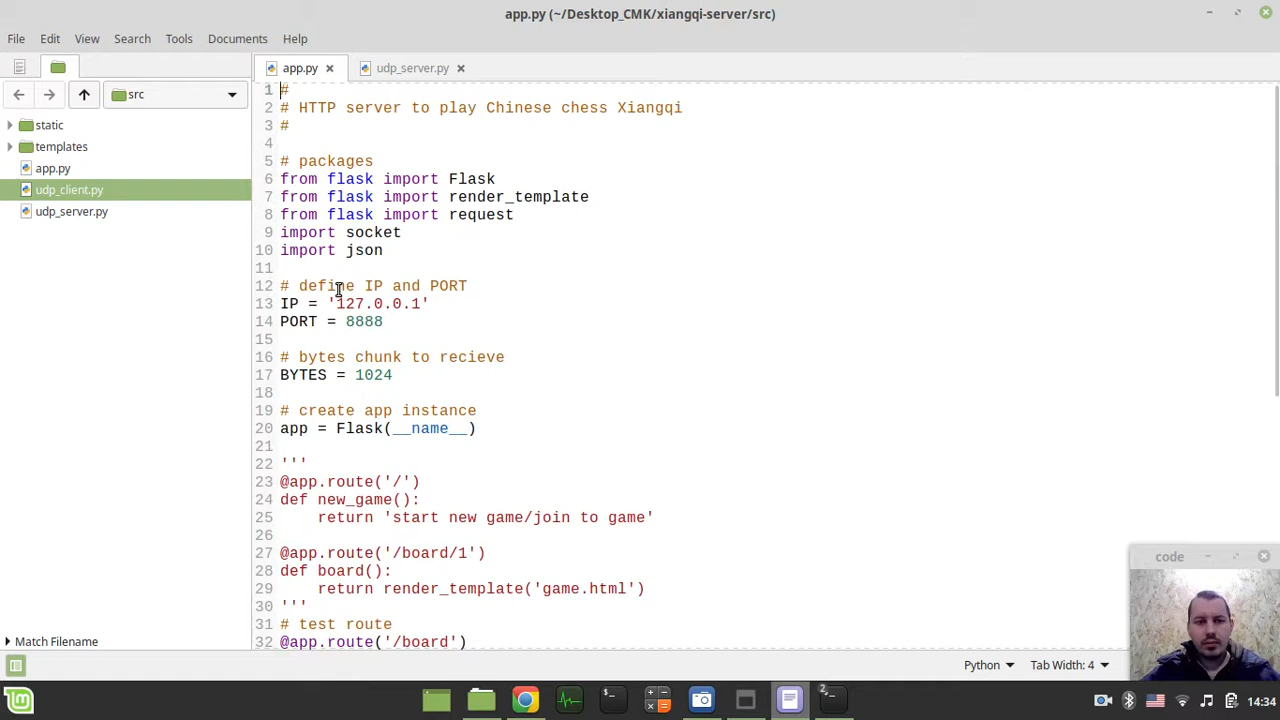 app.py (~/Desktop_CMK/xiangqi-server/src)
File Edit View Search Tools Documents Help
app.py udp_server.py
src
static
templates
app.py
udp_client.py
udp_server.py
Match Filename
1 #
2 # HTTP server to play Chinese chess Xiangqi
3 #
4
5 # packages
6 from flask import Flask
7 from flask import render_template
8 from flask import request
9 import socket
10 import json
11
12 # define IP and PORT
13 IP = '127.0.0.1'
14 PORT = 8888
15
16 # bytes chunk to recieve
17 BYTES = 1024
18
19 # create app instance
20 app = Flask(__name__)
21
22 '''
23 @app.route('/')
24 def new_game():
25     return 'start new game/join to game'
26
27 @app.route('/board/1')
28 def board():
29     return render_template('game.html')
30 '''
31 # test route
32 @app.route('/board')
code
Python Tab Width: 4
14:34